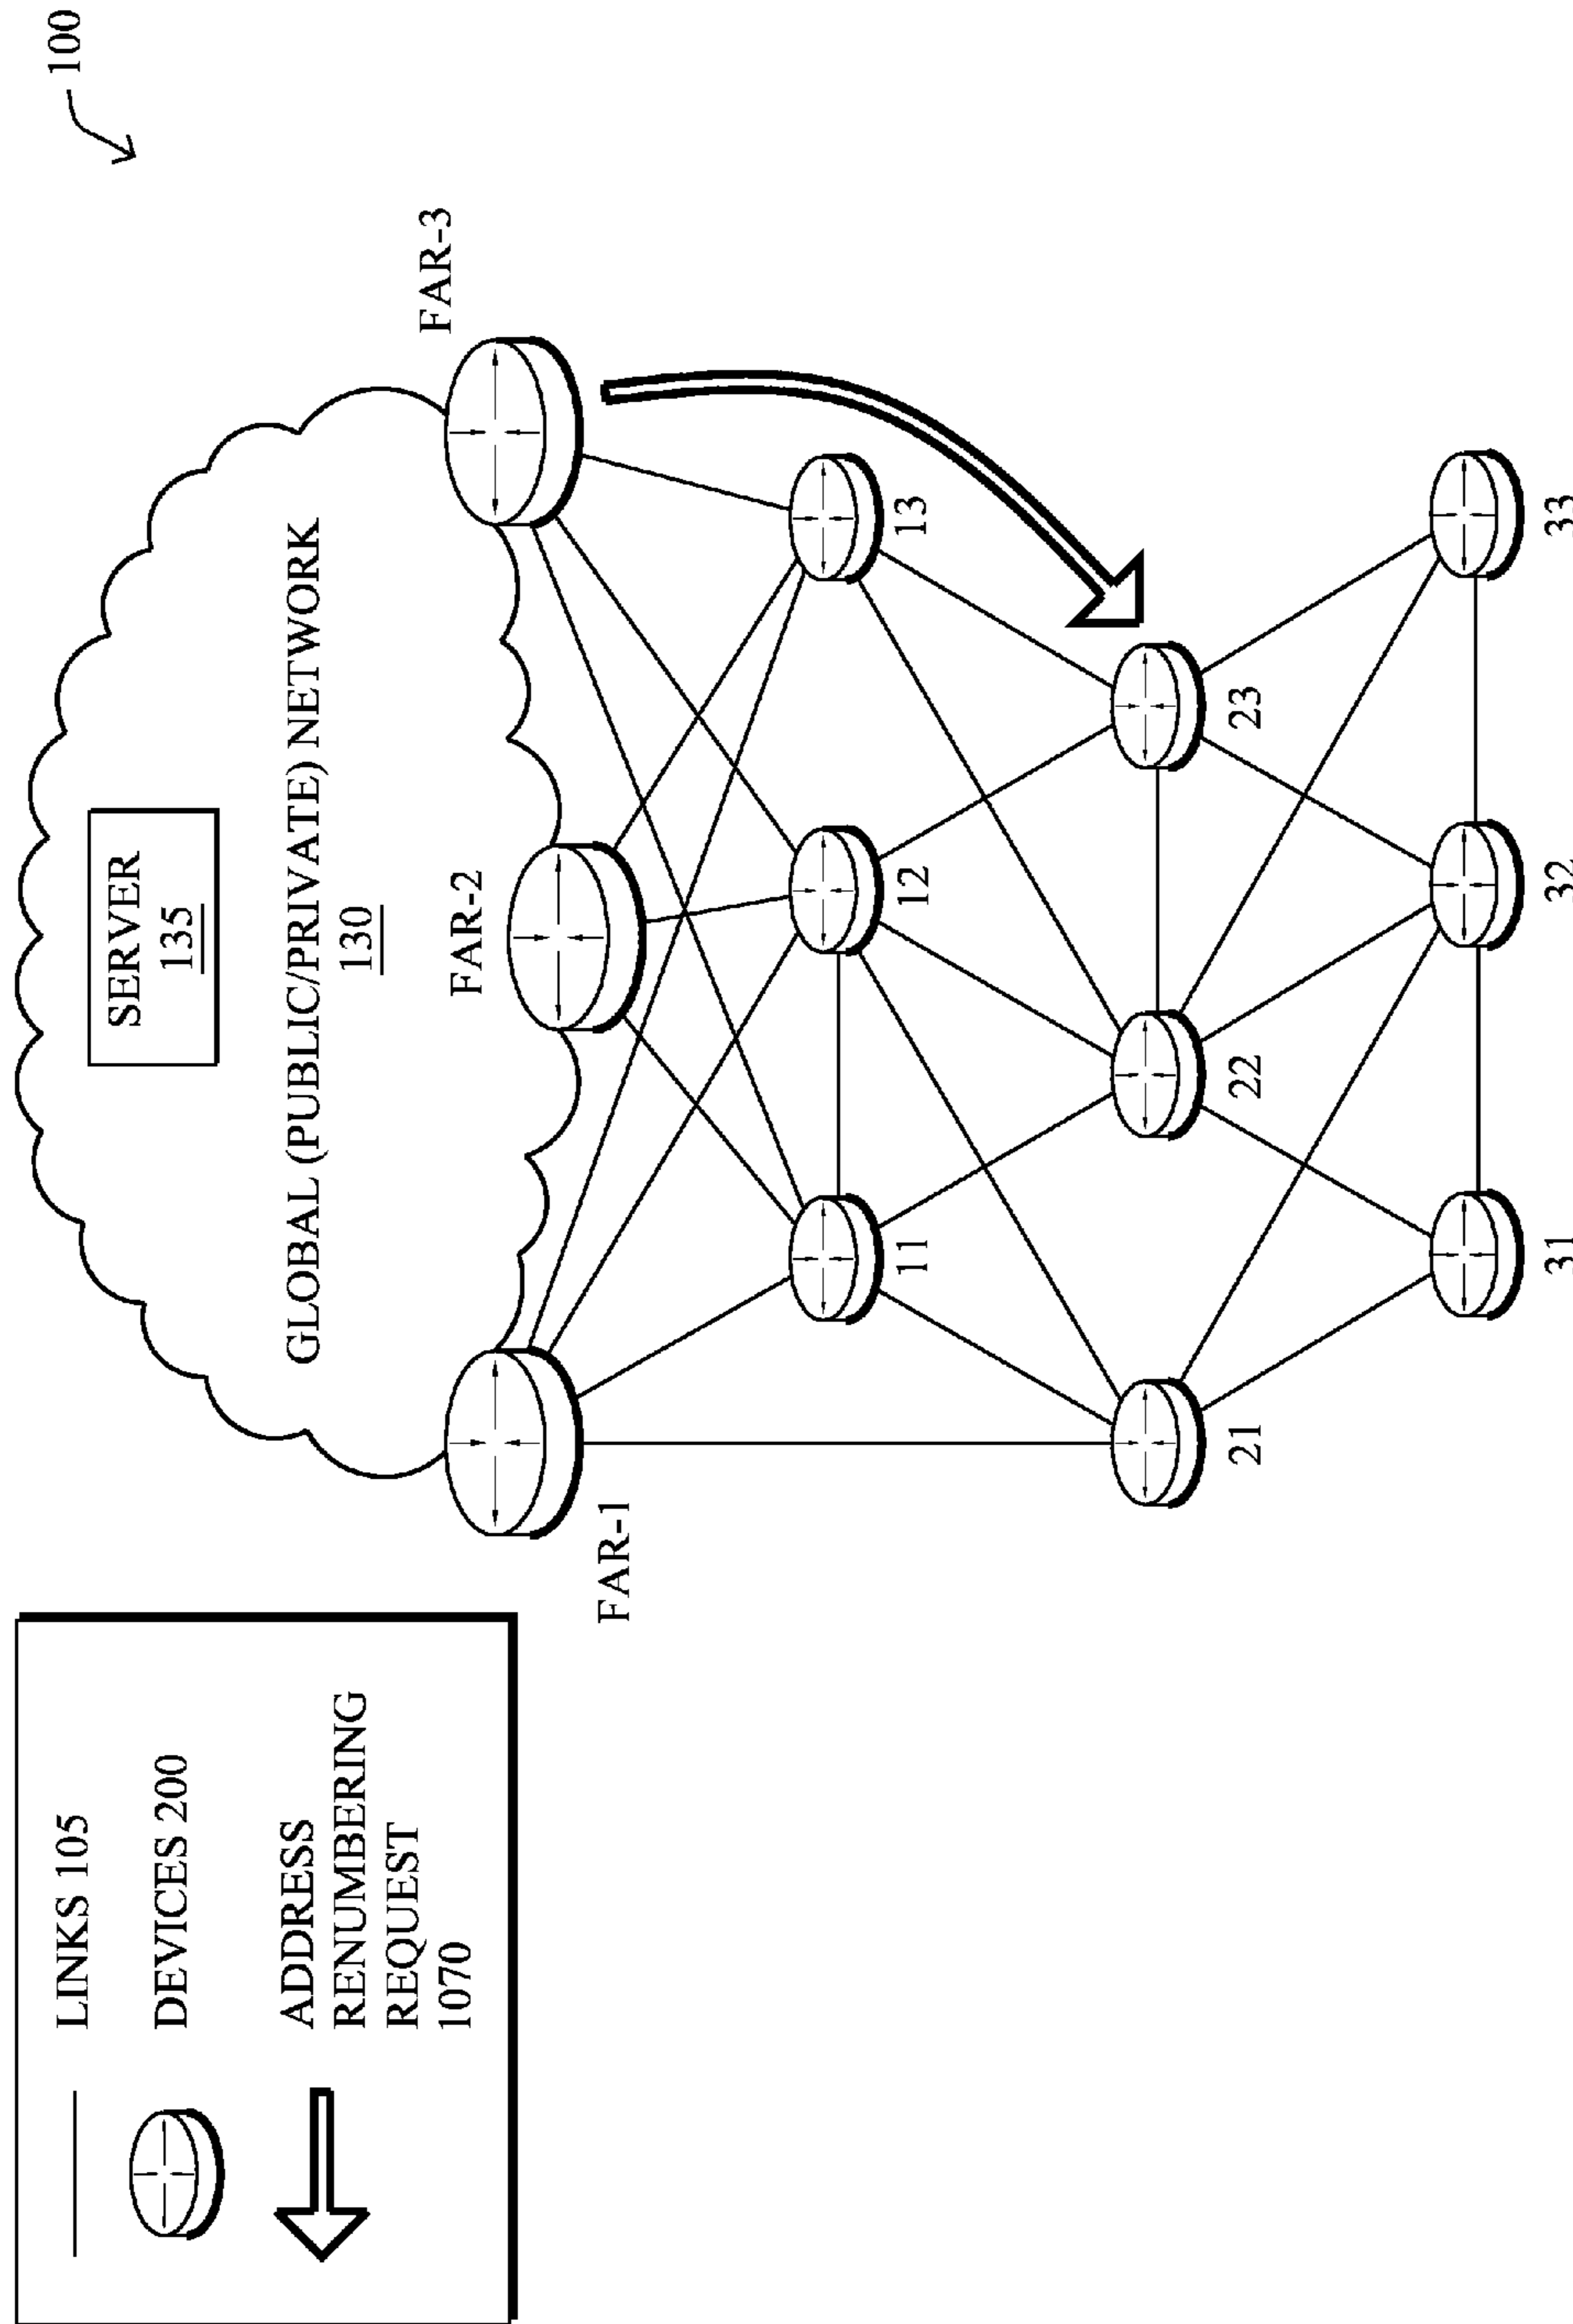 LINKS 105
DEVICES 200
ADDRESS
RENUMBERING
REQUEST
1070
100
SERVER
135
GLOBAL (PUBLIC/PRIVATE) NETWORK
130
FAR-1
FAR-2
FAR-3
11
12
13
21
22
23
31
32
33